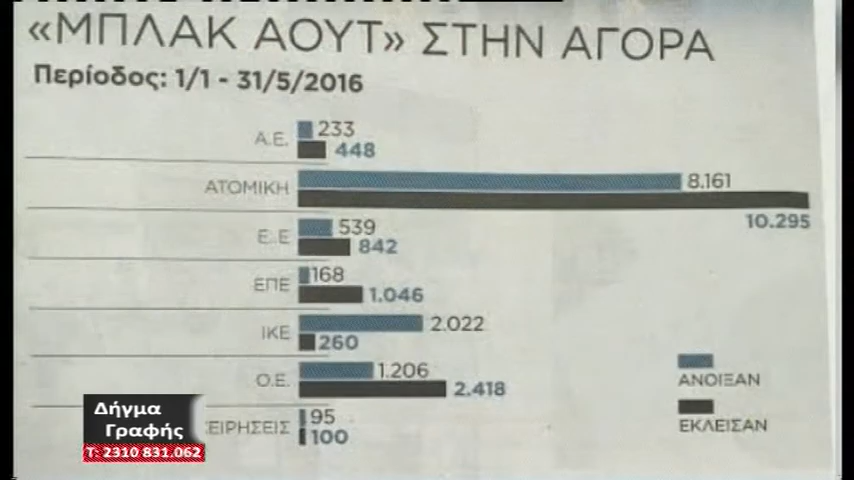 «ΜΠΛΑΚ ΑΟΥΤ» ΣΤΗΝ ΑΓΟΡΑ
Περίοδος: 1/1 - 31/5/2016
Α.Ε. 233
448
ΑΤΟΜΙΚΗ 8.161
10.295
Ε.Ε 539
842
ΕΠΕ 168
1.046
ΙΚΕ 2.022
260
Ο.Ε. 1.206
2.418
ΑΝΟΙΞΑΝ
ΕΚΛΕΙΣΑΝ
ΕΙΡΗΣΕΙΣ 95
100
Δήγμα
Γραφής
Τ: 2310 831.062